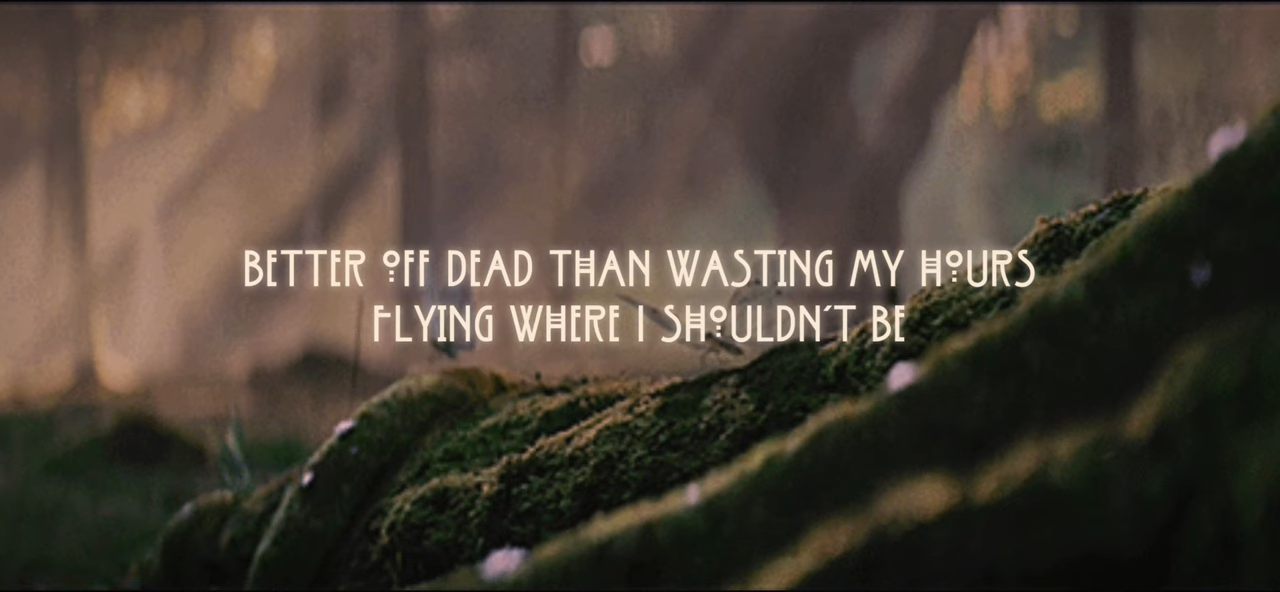 BETTER OFF DEAD THAN WASTING MY HOURS
FLYING WHERE I SHOULDN'T BE